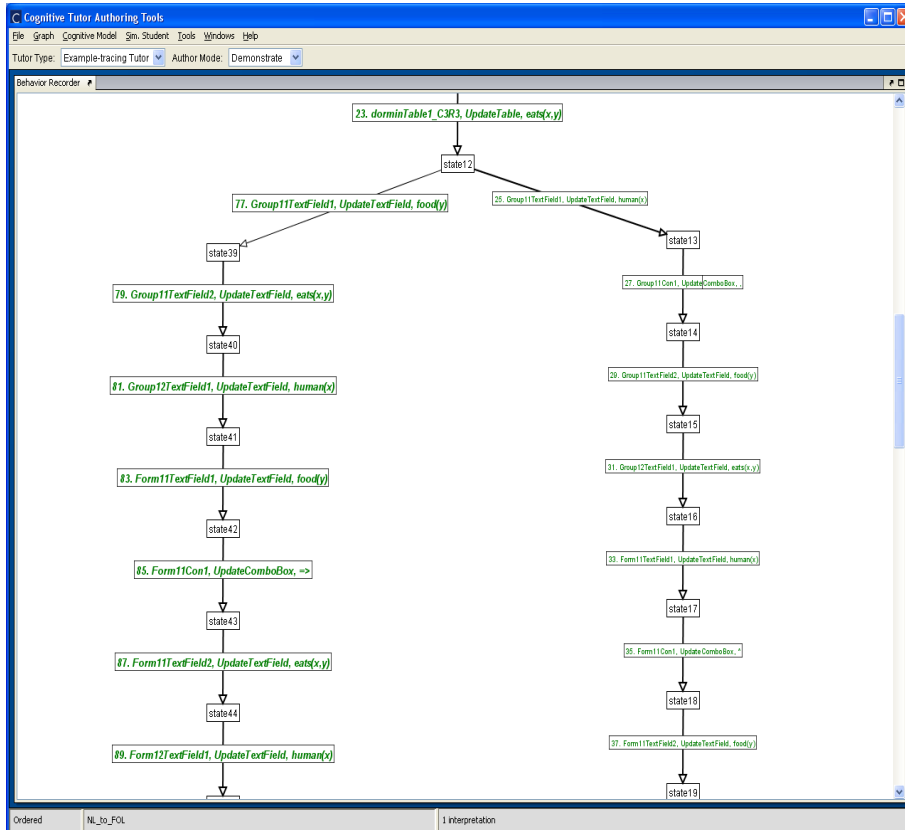 Cognitive Tutor Authoring Tools
File Graph Cognitive Model Sim. Student Tools Windows Help
Tutor Type: Example-tracing Tutor Author Mode: Demonstrate
Behavior Recorder
23. dorminTable1_C3R3, UpdateTable, eats(x,y)
state12
77. Group11TextField1, UpdateTextField, food(y)
25. Group11TextField1, UpdateTextField, human(x)
state39
state13
79. Group11TextField2, UpdateTextField, eats(x,y)
27. Group11Con1, UpdateComboBox, ,
state40
state14
81. Group12TextField1, UpdateTextField, human(x)
29. Group11TextField2, UpdateTextField, food(y)
state41
state15
83. Form11TextField1, UpdateTextField, food(y)
31. Group12TextField1, UpdateTextField, eats(x,y)
state42
state16
85. Form11Con1, UpdateComboBox, =>
33. Form11TextField1, UpdateTextField, human(x)
state43
state17
87. Form11TextField2, UpdateTextField, eats(x,y)
35. Form11Con1, UpdateComboBox, ^
state44
state18
89. Form12TextField1, UpdateTextField, human(x)
37. Form11TextField2, UpdateTextField, food(y)
state19
Ordered NL_to_FOL 1 interpretation